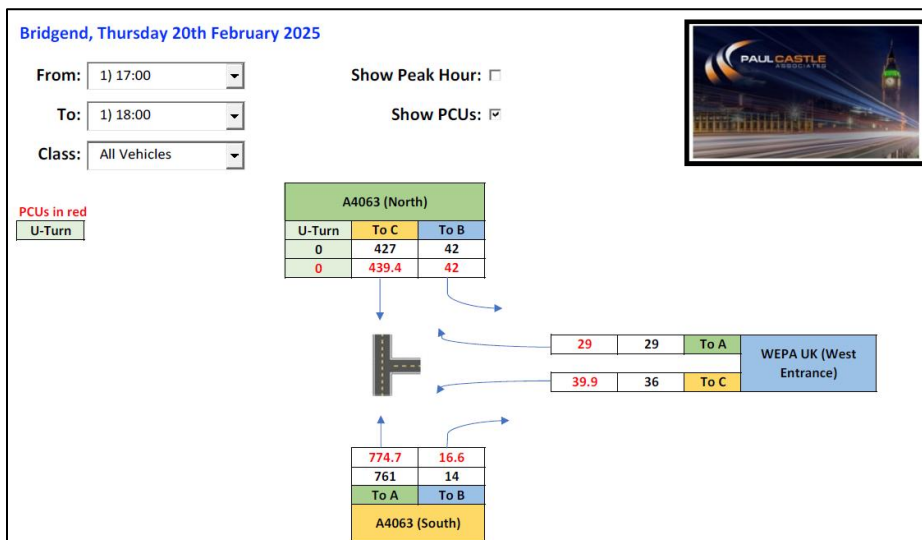 Bridgend, Thursday 20th February 2025
From: 1) 17:00 Show Peak Hour:
To: 1) 18:00 Show PCUs:
Class: All Vehicles
PAUL CASTLE
ASSOCIATES
PCUs in red
U-Turn
A4063 (North)
U-Turn To C To B
0 427 42
0 439.4 42
29 29 To A
WEPA UK (West
Entrance)
39.9 36 To C
774.7 16.6
761 14
To A To B
A4063 (South)